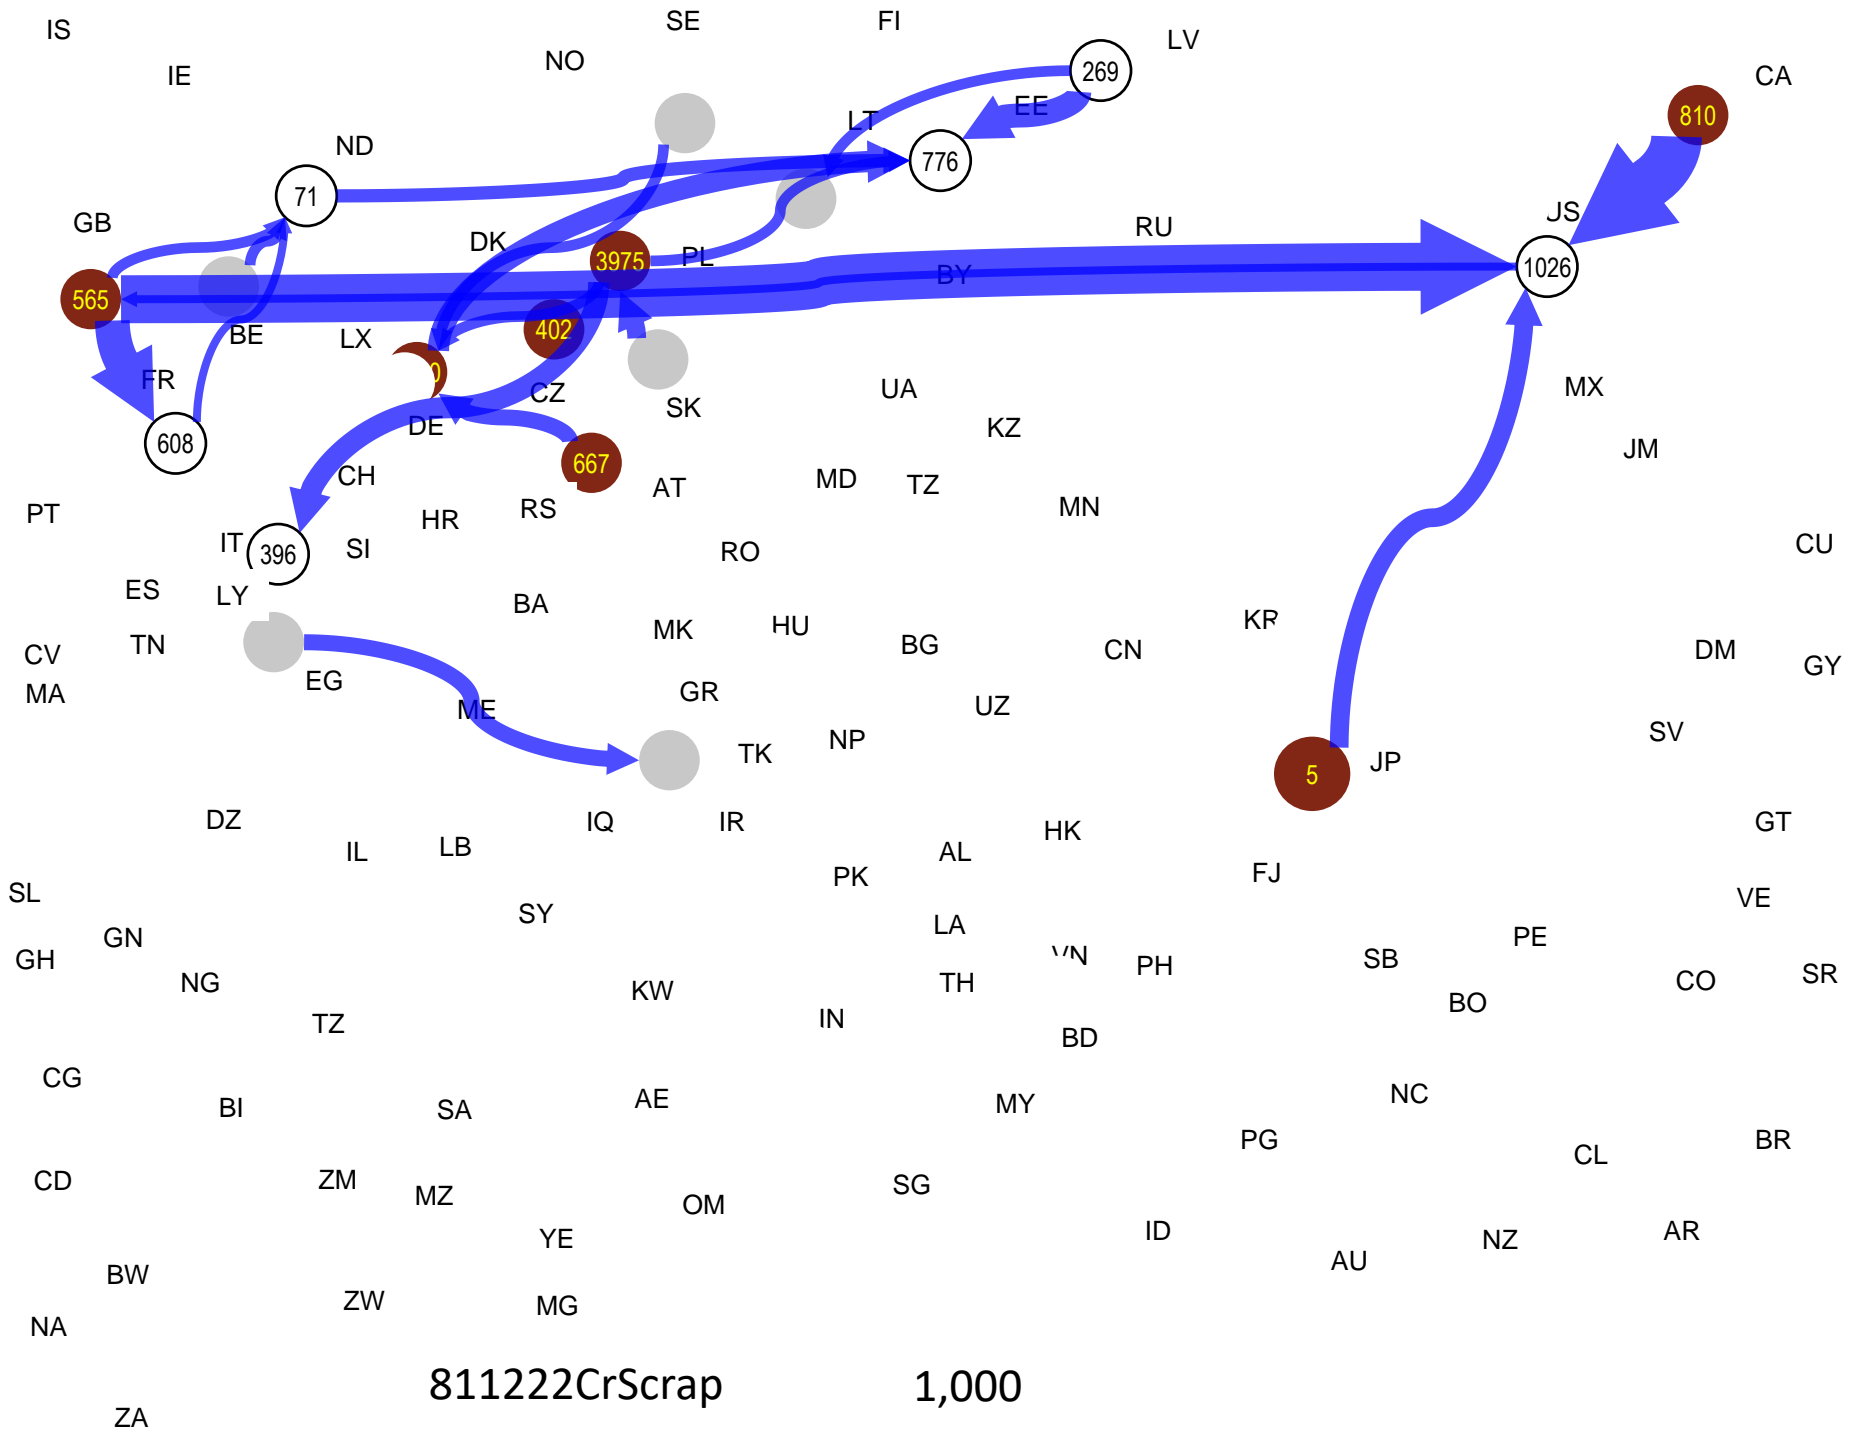 IS
SE
FI
LV
IE
NO
269
CA
EE
810
LT
ND
776
71
GB
JS
RU
DK
PL
3975
BY
1026
565
BE
LX
402
FR
CZ
UA
MX
SK
DE
KZ
608
JM
667
CH
AT
MD
TZ
PT
HR
RS
MN
IT
396
SI
RO
CU
ES
LY
BA
KR
MK
HU
CV
TN
BG
CN
DM
GY
MA
EG
GR
ME
UZ
SV
TK
NP
JP
5
DZ
IQ
IR
HK
GT
IL
LB
AL
PK
FJ
SL
VE
SY
GN
LA
PE
GH
VN
PH
SB
NG
KW
TH
CO
SR
BO
TZ
IN
BD
CG
NC
BI
SA
AE
MY
PG
BR
CL
CD
ZM
MZ
SG
OM
YE
ID
AU
NZ
AR
BW
ZW
MG
NA
811222CrScrap 1,000
ZA